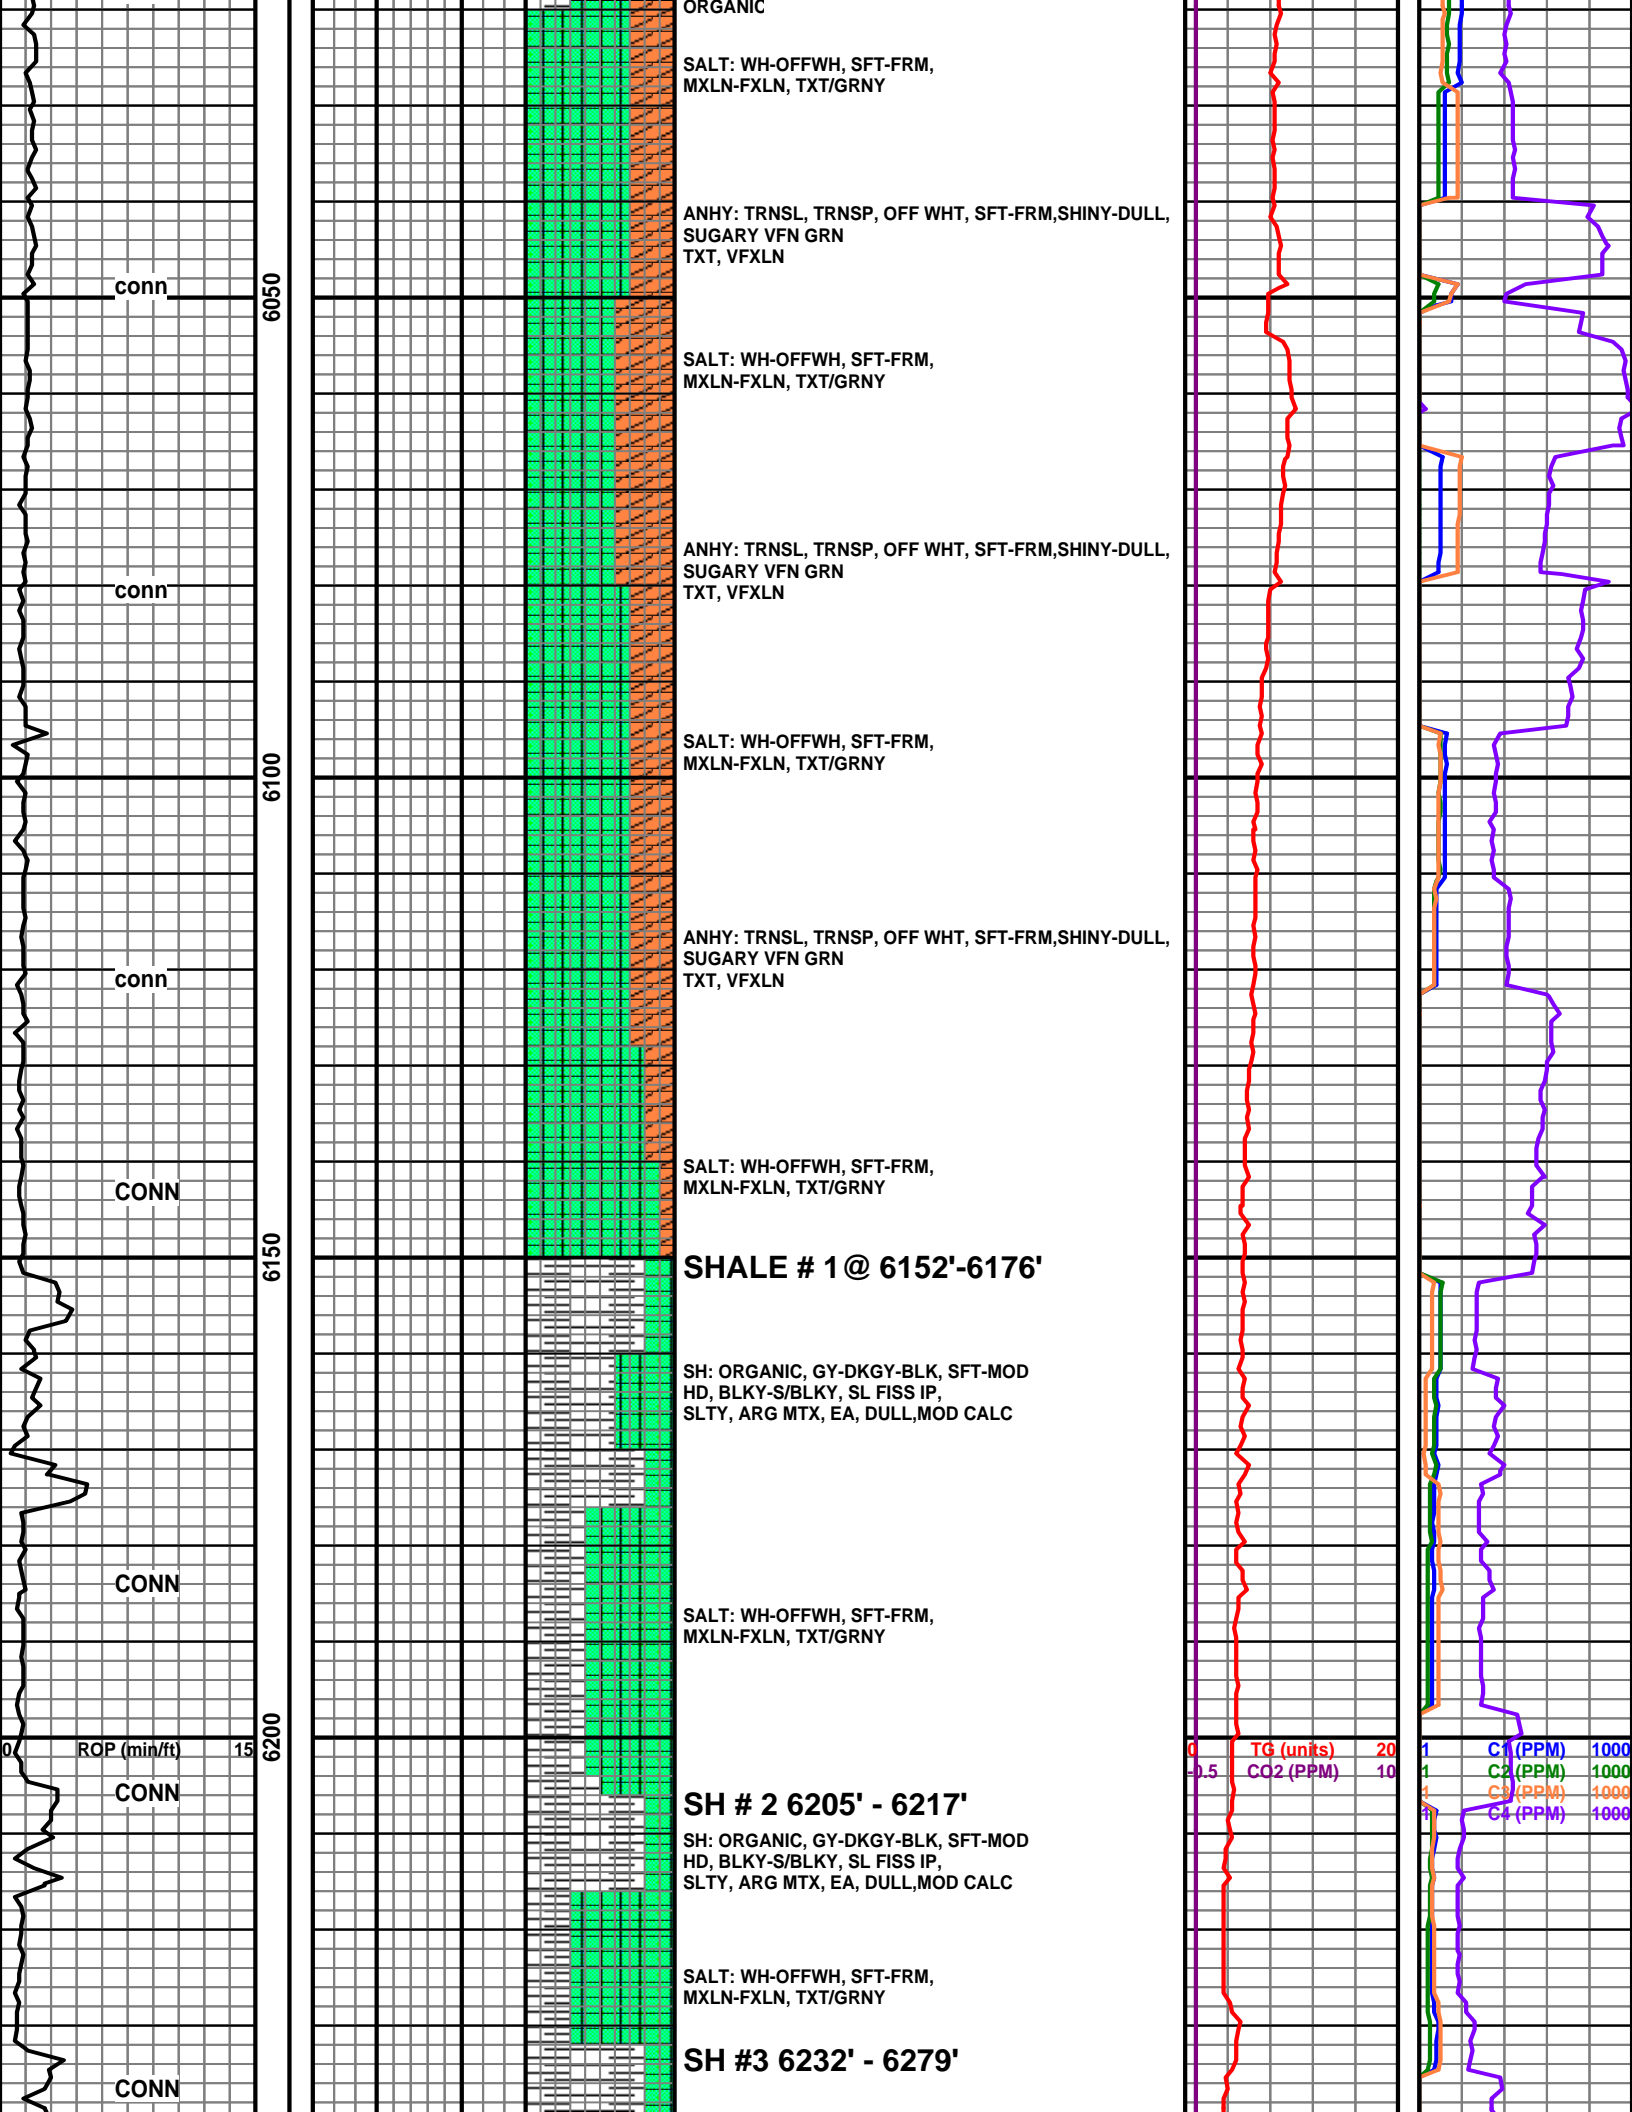 ORGANIC
SALT: WH-OFFWH, SFT-FRM,
MXLN-FXLN, TXT/GRNY
ANHY: TRNSL, TRNSP, OFF WHT, SFT-FRM,SHINY-DULL,
SUGARY VFN GRN
TXT, VFXLN
conn
6050
SALT: WH-OFFWH, SFT-FRM,
MXLN-FXLN, TXT/GRNY
ANHY: TRNSL, TRNSP, OFF WHT, SFT-FRM,SHINY-DULL,
SUGARY VFN GRN
TXT, VFXLN
conn
SALT: WH-OFFWH, SFT-FRM,
MXLN-FXLN, TXT/GRNY
6100
ANHY: TRNSL, TRNSP, OFF WHT, SFT-FRM,SHINY-DULL,
SUGARY VFN GRN
TXT, VFXLN
conn
SALT: WH-OFFWH, SFT-FRM,
MXLN-FXLN, TXT/GRNY
CONN
6150
SHALE # 1@ 6152'-6176'
SH: ORGANIC, GY-DKGY-BLK, SFT-MOD
HD, BLKY-S/BLKY, SL FISS IP,
SLTY, ARG MTX, EA, DULL,MOD CALC
CONN
SALT: WH-OFFWH, SFT-FRM,
MXLN-FXLN, TXT/GRNY
6200
0 ROP (min/ft) 15
0 TG (units) 20
-0.5 CO2 (PPM) 10
1 C1 (PPM) 1000
1 C2 (PPM) 1000
1 C3 (PPM) 1000
1 C4 (PPM) 1000
CONN
SH # 2 6205' - 6217'
SH: ORGANIC, GY-DKGY-BLK, SFT-MOD
HD, BLKY-S/BLKY, SL FISS IP,
SLTY, ARG MTX, EA, DULL,MOD CALC
SALT: WH-OFFWH, SFT-FRM,
MXLN-FXLN, TXT/GRNY
SH #3 6232' - 6279'
CONN